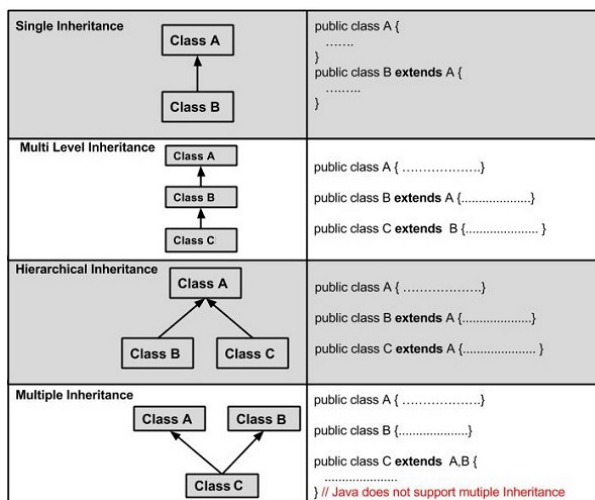 Single Inheritance
Class A
Class B
public class A {
.......
}
public class B extends A {
.........
}
Multi Level Inheritance
Class A
Class B
Class C
public class A { ...................}
public class B extends A {....................}
public class C extends B {..................... }
Hierarchical Inheritance
Class A
Class B
Class C
public class A { ...................}
public class B extends A {....................}
public class C extends A {..................... }
Multiple Inheritance
Class A
Class B
Class C
public class A { ...................}
public class B {....................}
public class C extends A,B {
.....................
} // Java does not support mutiple Inheritance